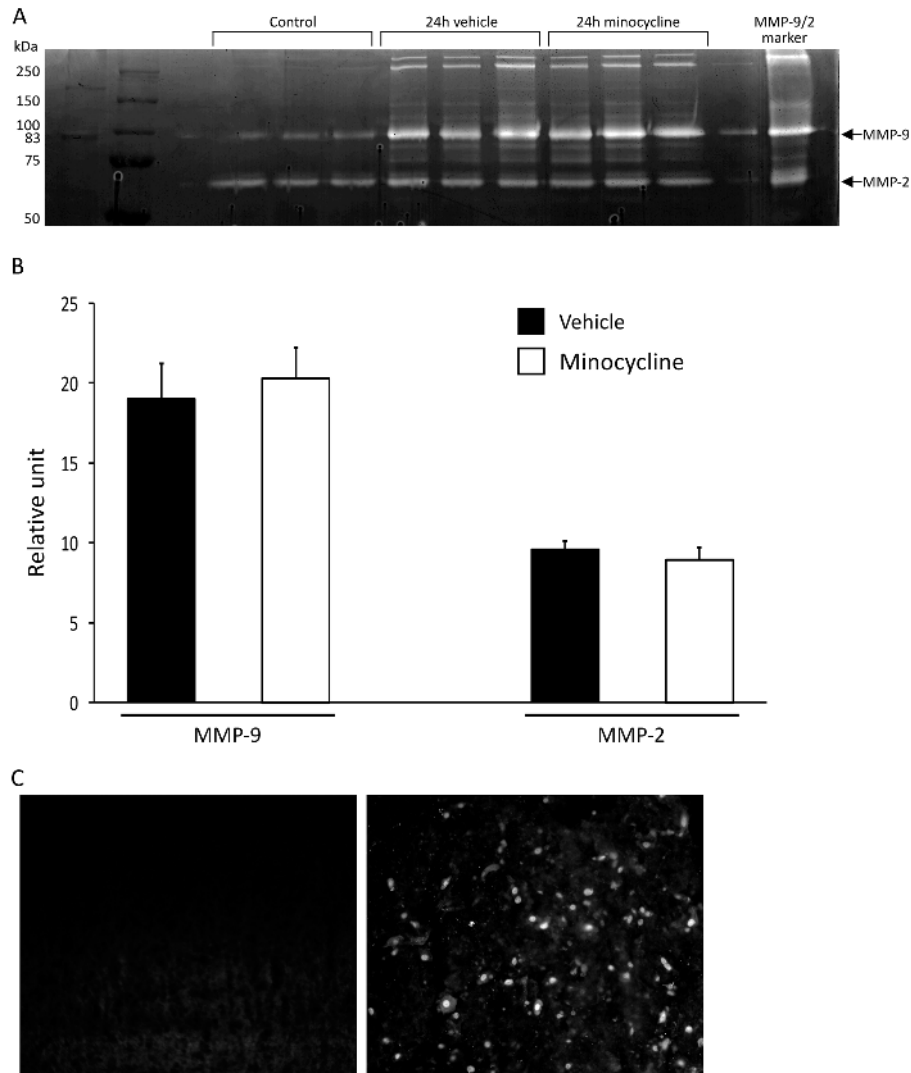 A
Control 24h vehicle 24h minocycline MMP-9/2 marker
kDa
250
150
100
83
75
50
MMP-9
MMP-2
B
25
20
15
10
5
0
Relative unit
Vehicle
Minocycline
MMP-9 MMP-2
C